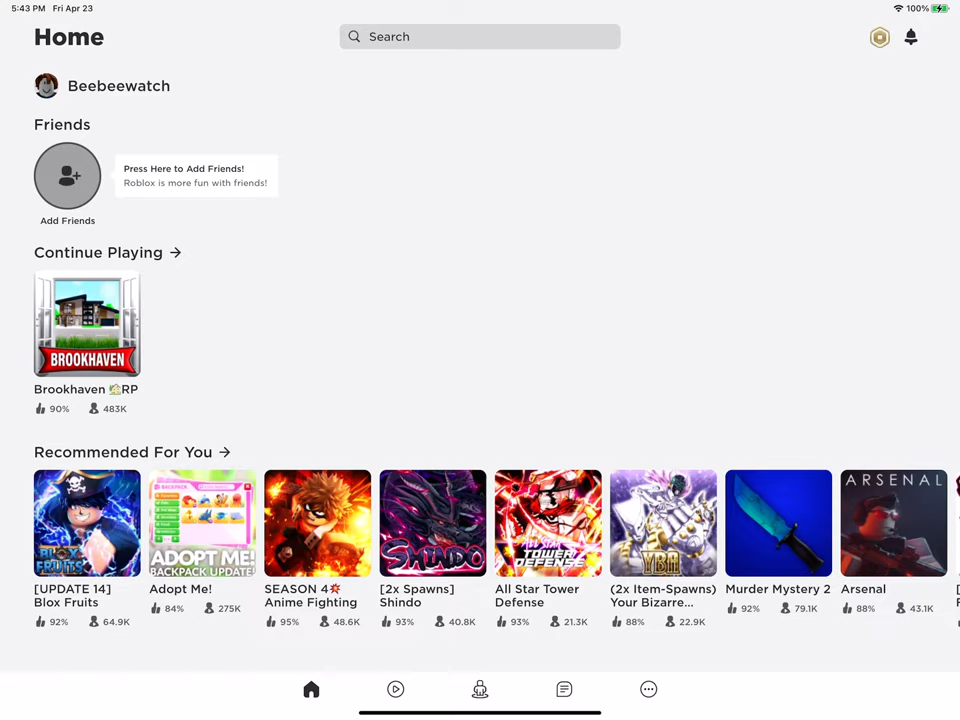 5:43 PM Fri Apr 23
100%
Home
Search
Beebeewatch
Friends
Press Here to Add Friends!
Roblox is more fun with friends!
Add Friends
Continue Playing →
BROOKHAVEN
Brookhaven 🏡RP
90% 483K
Recommended For You →
BLOX FRUITS
BACKPACK
ADOPT ME!
BACKPACK UPDATE!
SHINDO
ALL STAR
TOWER
DEFENSE
YBA
ARSENAL
[UPDATE 14]
Blox Fruits
92% 64.9K
Adopt Me!
84% 275K
SEASON 4💥
Anime Fighting
95% 48.6K
[2x Spawns]
Shindo
93% 40.8K
All Star Tower
Defense
93% 21.3K
(2x Item-Spawns)
Your Bizarre...
88% 22.9K
Murder Mystery 2
92% 79.1K
Arsenal
88% 43.1K